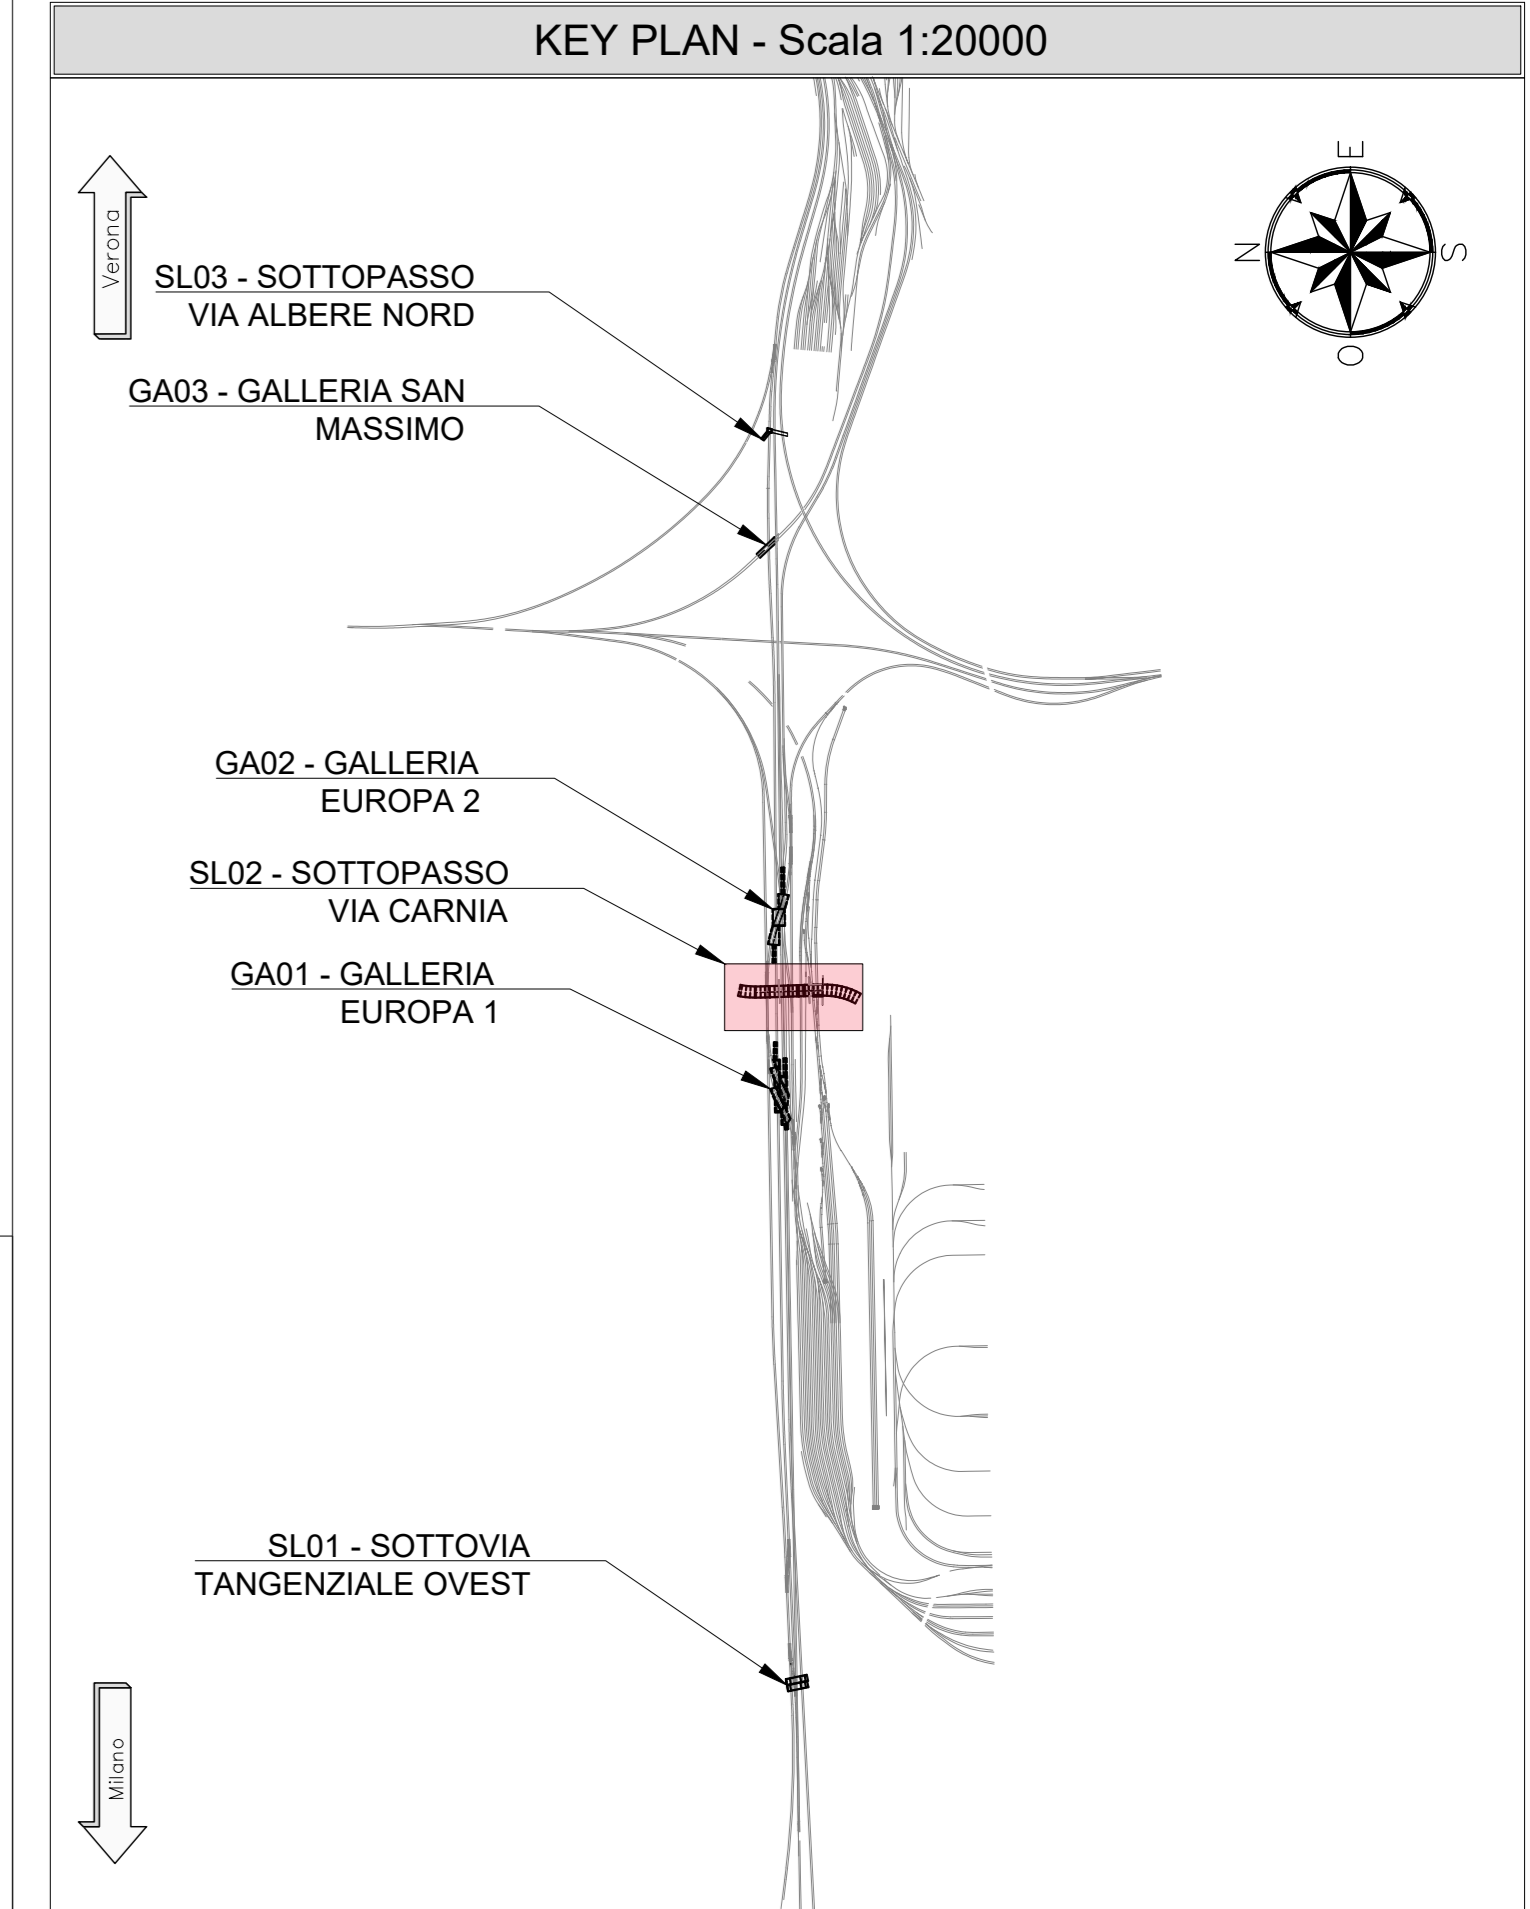 KEY PLAN - Scala 1:20000
E
N
S
O
Verona
SL03 - SOTTOPASSO
VIA ALBERE NORD
GA03 - GALLERIA SAN
MASSIMO
GA02 - GALLERIA
EUROPA 2
SL02 - SOTTOPASSO
VIA CARNIA
GA01 - GALLERIA
EUROPA 1
SL01 - SOTTOVIA
TANGENZIALE OVEST
Milano